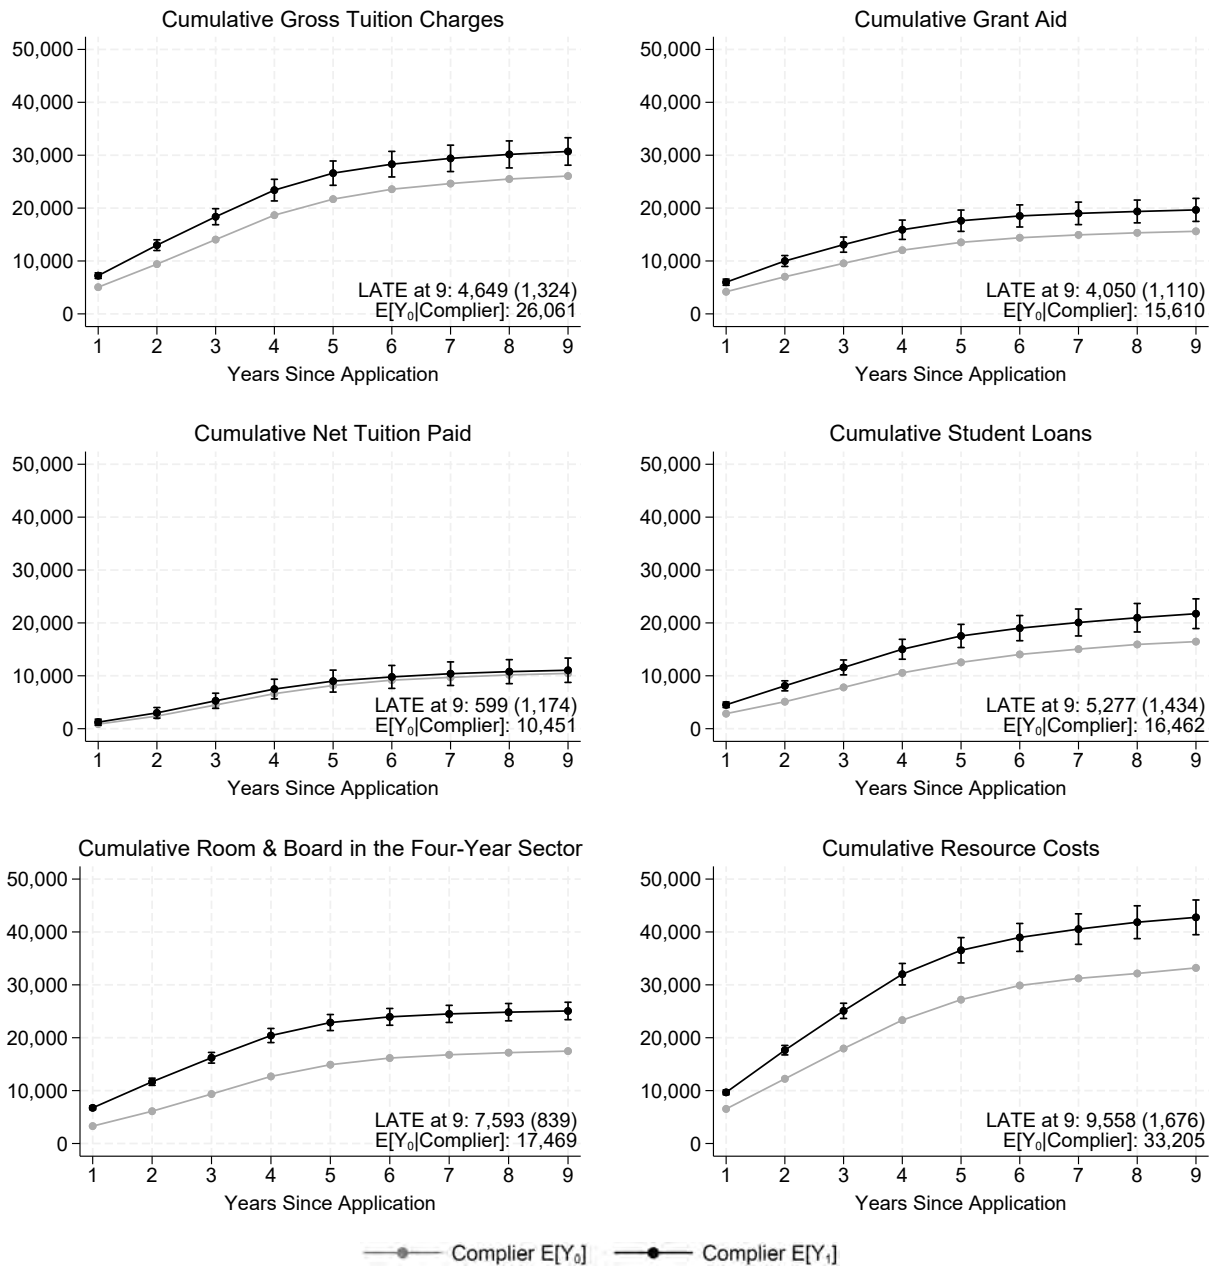 Cumulative Gross Tuition Charges
50,000
40,000
30,000
20,000
10,000
0
LATE at 9: 4,649 (1,324)
E[Y₀|Complier]: 26,061
1 2 3 4 5 6 7 8 9
Years Since Application
Cumulative Grant Aid
50,000
40,000
30,000
20,000
10,000
0
LATE at 9: 4,050 (1,110)
E[Y₀|Complier]: 15,610
1 2 3 4 5 6 7 8 9
Years Since Application
Cumulative Net Tuition Paid
50,000
40,000
30,000
20,000
10,000
0
LATE at 9: 599 (1,174)
E[Y₀|Complier]: 10,451
1 2 3 4 5 6 7 8 9
Years Since Application
Cumulative Student Loans
50,000
40,000
30,000
20,000
10,000
0
LATE at 9: 5,277 (1,434)
E[Y₀|Complier]: 16,462
1 2 3 4 5 6 7 8 9
Years Since Application
Cumulative Room & Board in the Four-Year Sector
50,000
40,000
30,000
20,000
10,000
0
LATE at 9: 7,593 (839)
E[Y₀|Complier]: 17,469
1 2 3 4 5 6 7 8 9
Years Since Application
Cumulative Resource Costs
50,000
40,000
30,000
20,000
10,000
0
LATE at 9: 9,558 (1,676)
E[Y₀|Complier]: 33,205
1 2 3 4 5 6 7 8 9
Years Since Application
Complier E[Y₀] Complier E[Y₁]